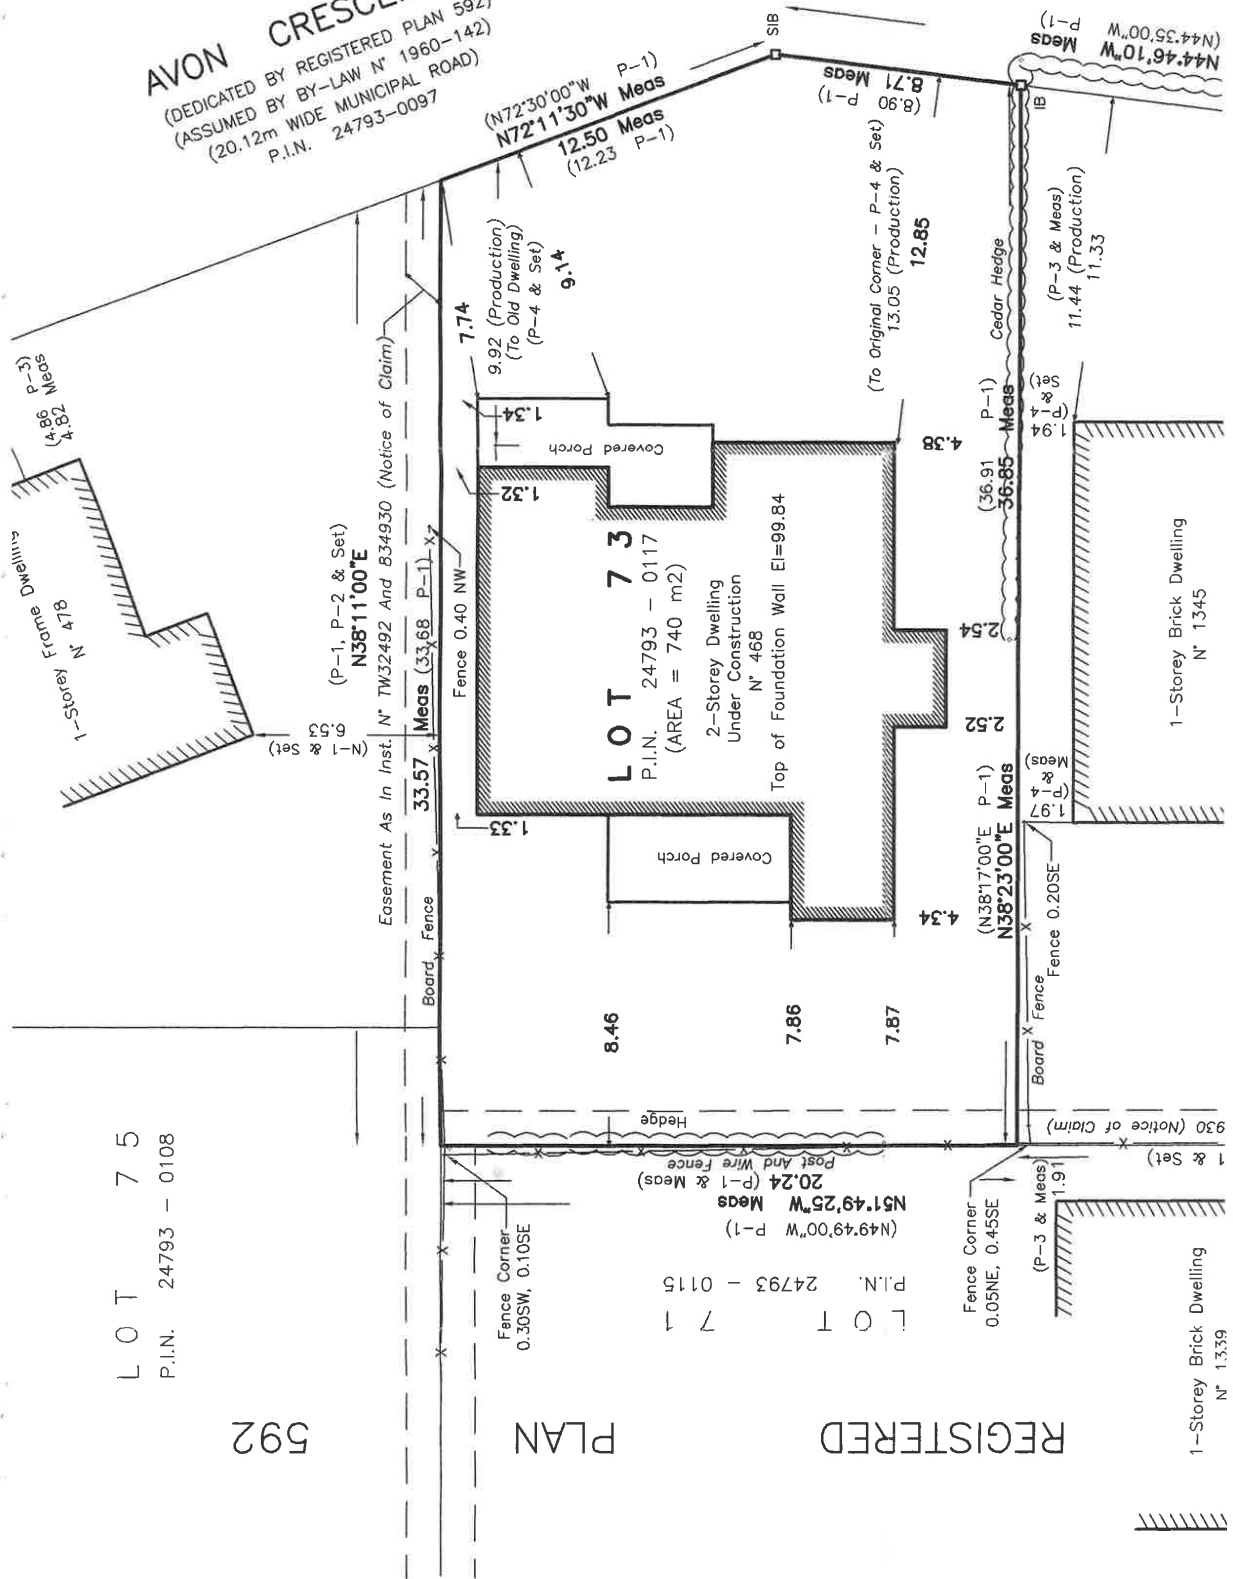 AVON CRESCE
(DEDICATED BY REGISTERED PLAN 592)
(ASSUMED BY BY-LAW N° 1960-142)
(20.12m WIDE MUNICIPAL ROAD)
P.I.N. 24793-0097
(N72°30'00"W P-1)
N72°11'30"W Meas
12.50 Meas
(12.23 P-1)
SIB
(8.90 P-1)
8.71 Meas
IB
N44°46'10"W Meas
(N44°35'00"W P-1)
(4.86 P-3)
4.82 Meas
1-Storey Frame Dwelling
N° 478
(N-1 & Set)
6.53
(P-1, P-2 & Set)
N38°11'00"E
Easement As In Inst. N° TW32492 And 834930 (Notice of Claim)
33.57 Meas (33.68 P-1)
Board Fence
Fence 0.40 NW
7.74
9.92 (Production)
(To Old Dwelling)
(P-4 & Set)
9.14
1.34
1.32
1.33
Covered Porch
(To Original Corner - P-4 & Set)
13.05 (Production)
12.85
Cedar Hedge
(P-3 & Meas)
11.44 (Production)
11.33
LOT 73
P.I.N. 24793 - 0117
(AREA = 740 m2)
2-Storey Dwelling
Under Construction
N° 468
Top of Foundation Wall El=99.84
Covered Porch
4.38
2.54
2.52
4.34
(36.91 P-1)
36.85 Meas
1.94
(P-4 & Set)
1.97
(P-4 & Meas)
(N38°17'00"E P-1)
N38°23'00"E Meas
1-Storey Brick Dwelling
N° 1345
Fence 0.20SE
Board Fence
8.46
7.86
7.87
Hedge
Post And Wire Fence
20.24 (P-1 & Meas)
N51°49'25"W Meas
(N49°49'00"W P-1)
LOT 75
P.I.N. 24793 - 0108
Fence Corner
0.30SW, 0.10SE
P.I.N. 24793 - 0115
LOT 71
Fence Corner
0.05NE, 0.45SE
(P-3 & Meas)
1.91
930 (Notice of Claim)
1 & Set)
1-Storey Brick Dwelling
N° 1339
REGISTERED PLAN 592